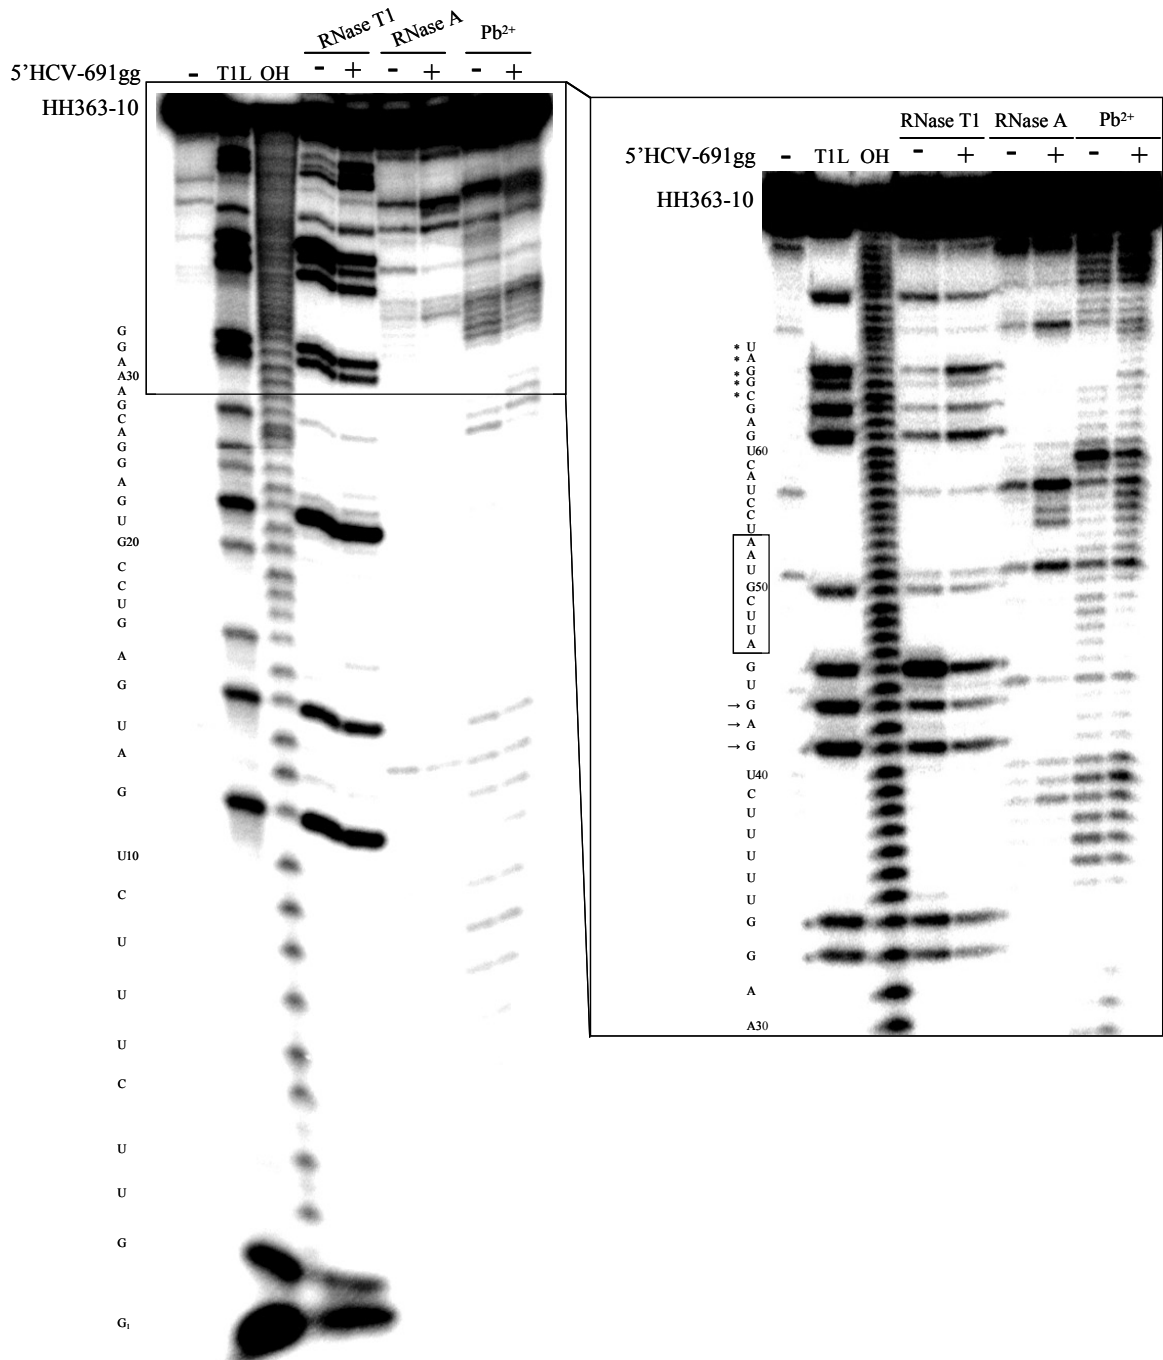 RNase T1 RNase A Pb²⁺
5'HCV-691gg - T1L OH - + - + - +
HH363-10
G
G
A
A30
A
G
C
A
G
G
A
G
U
G20
C
C
U
G
A
G
U
A
G
U10
C
U
U
U
C
U
U
G
G₁
RNase T1 RNase A Pb²⁺
5'HCV-691gg - T1L OH - + - + - +
HH363-10
* U
* A
* G
* G
* C
G
A
G
U60
C
A
U
C
C
U
A
A
U
G50
C
U
U
A
G
U
→ G
→ A
→ G
U40
C
U
U
U
U
U
G
G
A
A30